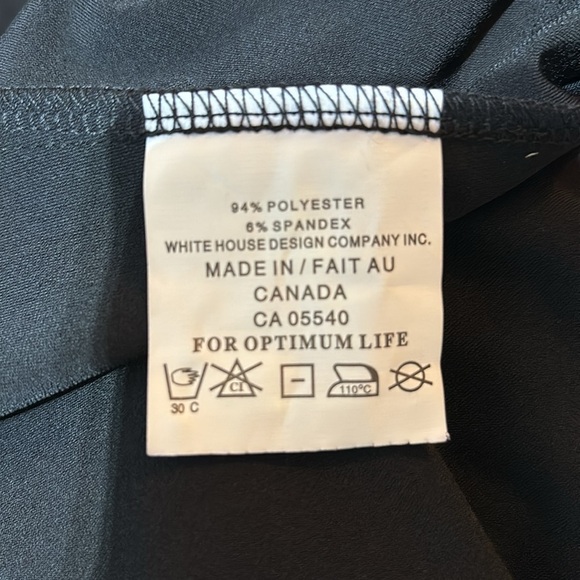 94% POLYESTER
6% SPANDEX
WHITE HOUSE DESIGN COMPANY INC.
MADE IN / FAIT AU
CANADA
CA 05540
FOR OPTIMUM LIFE
Cl 110°C
30 C